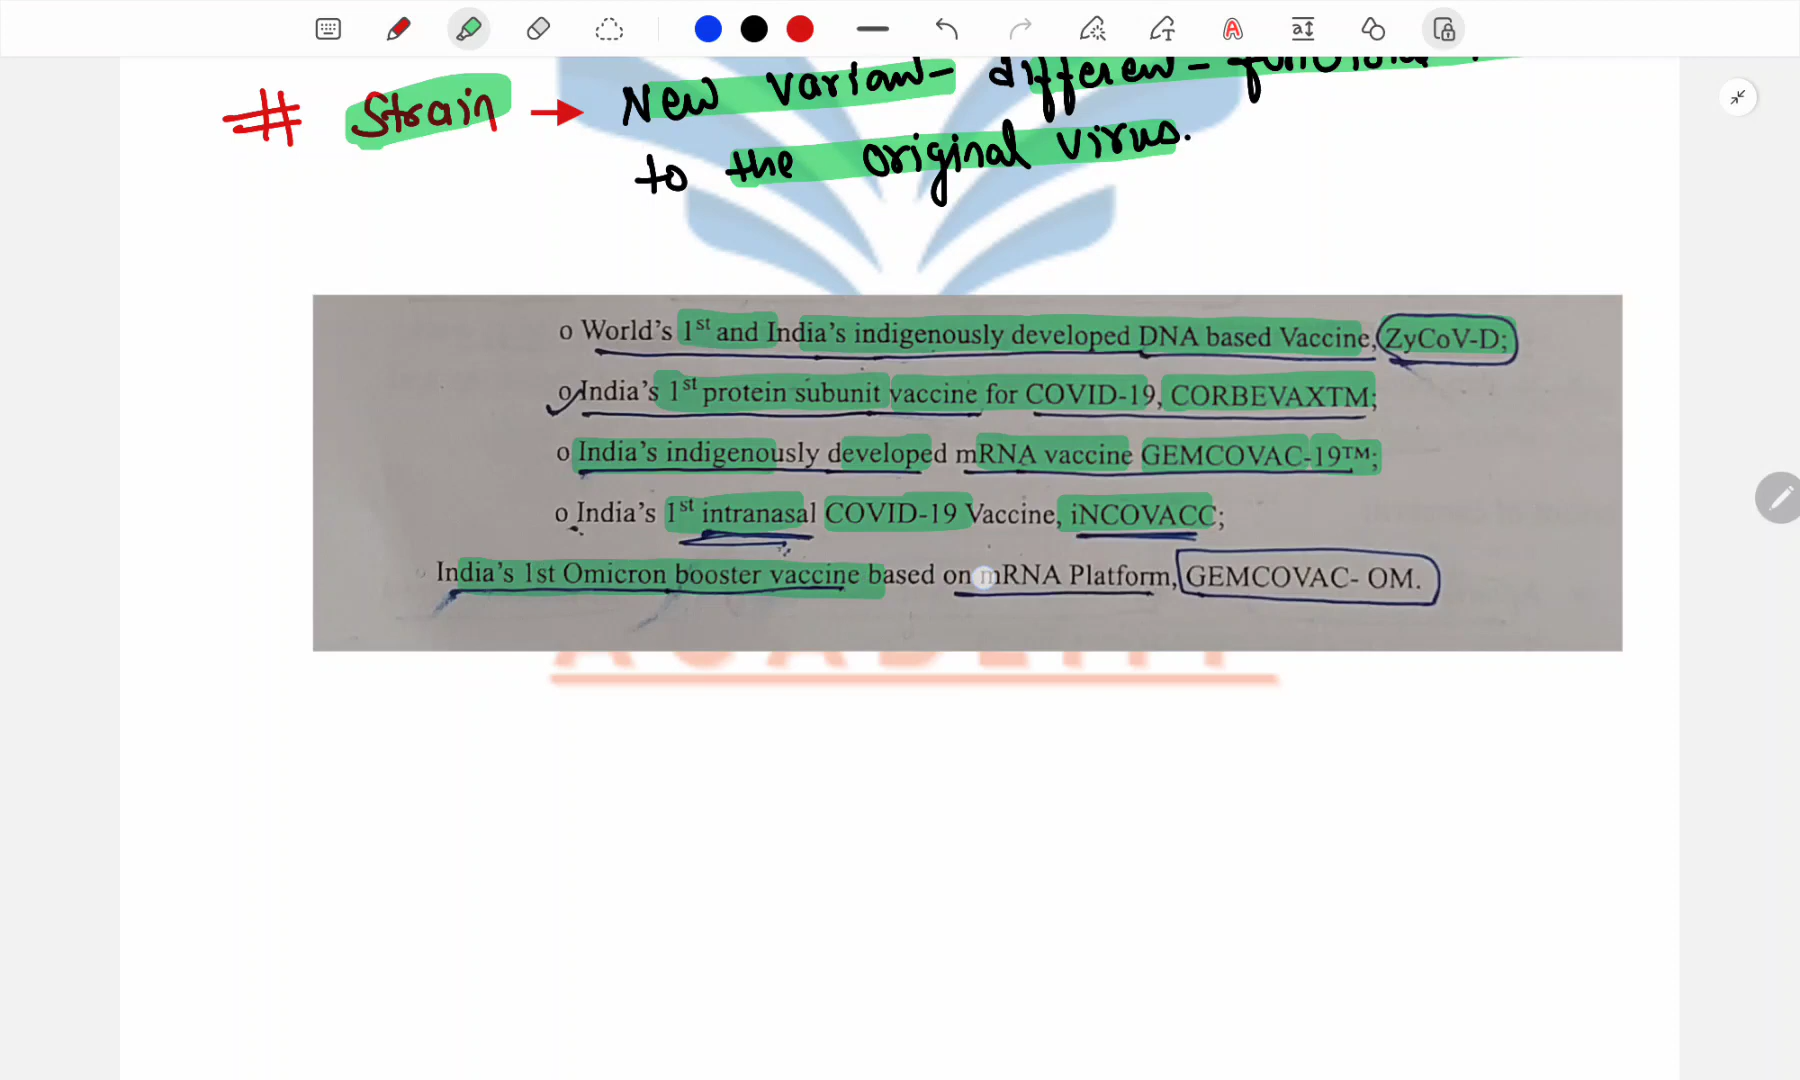 # Strain → New Variant different
to the original virus.
o World's 1st and India's indigenously developed DNA based Vaccine, ZyCoV-D;
o India's 1st protein subunit vaccine for COVID-19, CORBEVAXTM;
o India's indigenously developed mRNA vaccine GEMCOVAC-19™;
o India's 1st intranasal COVID-19 Vaccine, iNCOVACC;
India's 1st Omicron booster vaccine based on mRNA Platform, GEMCOVAC- OM.